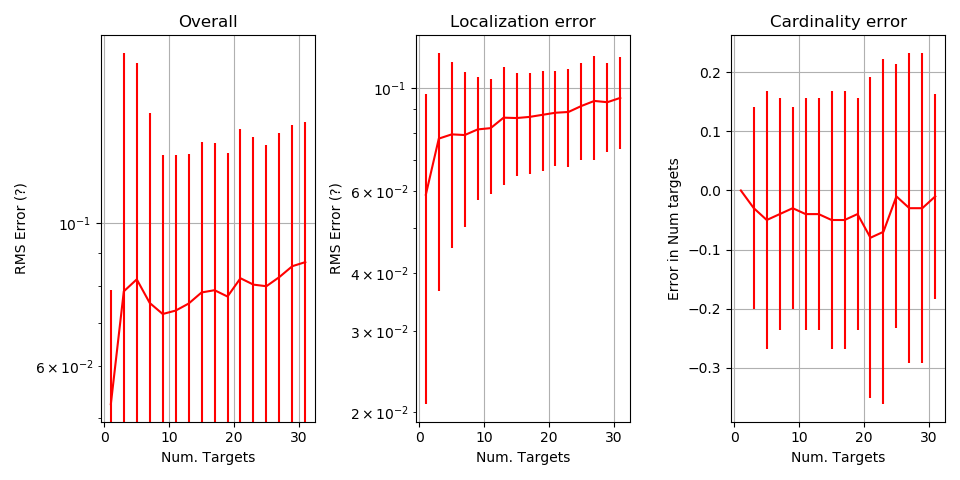 Overall
RMS Error (?)
10⁻¹
6 × 10⁻²
0 10 20 30
Num. Targets
Localization error
RMS Error (?)
10⁻¹
6 × 10⁻²
4 × 10⁻²
3 × 10⁻²
2 × 10⁻²
0 10 20 30
Num. Targets
Cardinality error
Error in Num targets
0.2
0.1
0.0
−0.1
−0.2
−0.3
0 10 20 30
Num. Targets